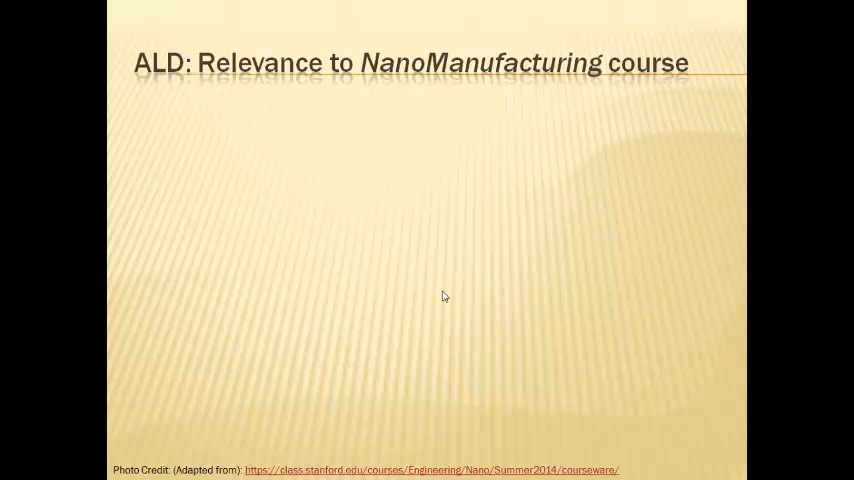 ALD: Relevance to NanoManufacturing course
Photo Credit: (Adapted from): https://class.stanford.edu/courses/Engineering/Nano/Summer2014/courseware/